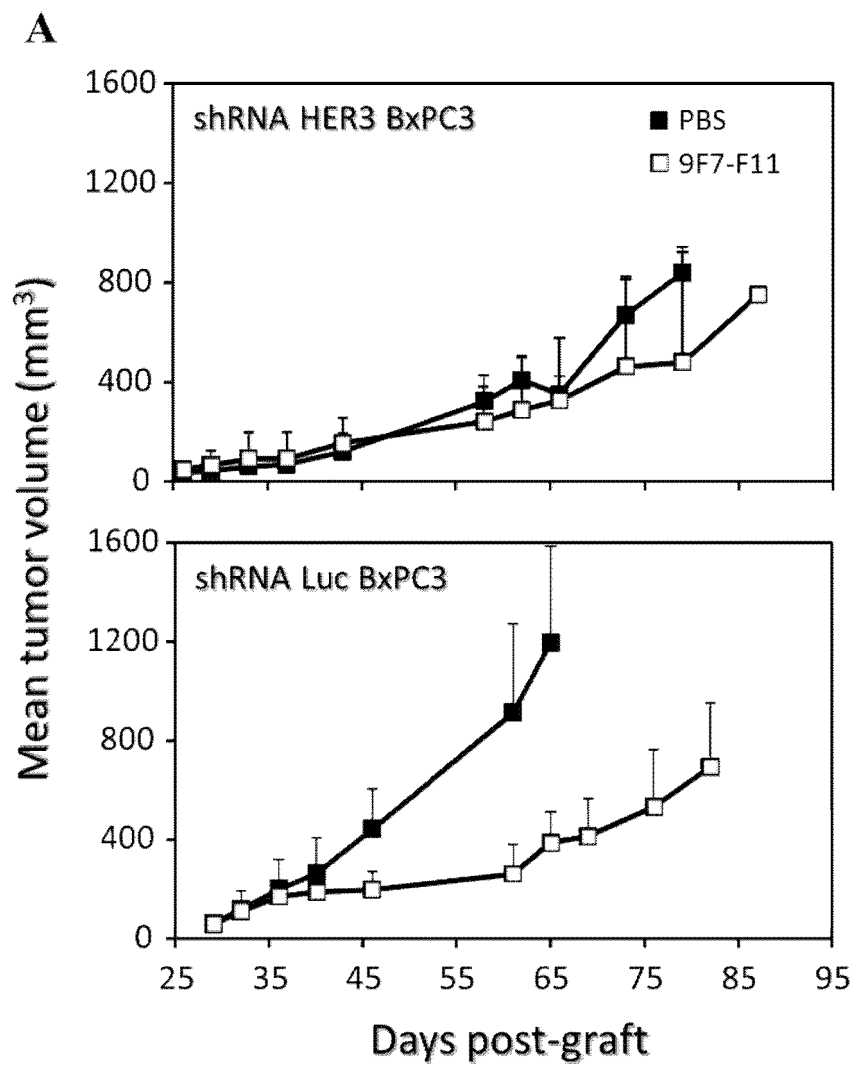 A
1600
shRNA HER3 BxPC3
PBS
9F7-F11
1200
800
400
0
Mean tumor volume (mm³)
1600
shRNA Luc BxPC3
1200
800
400
0
25 35 45 55 65 75 85 95
Days post-graft